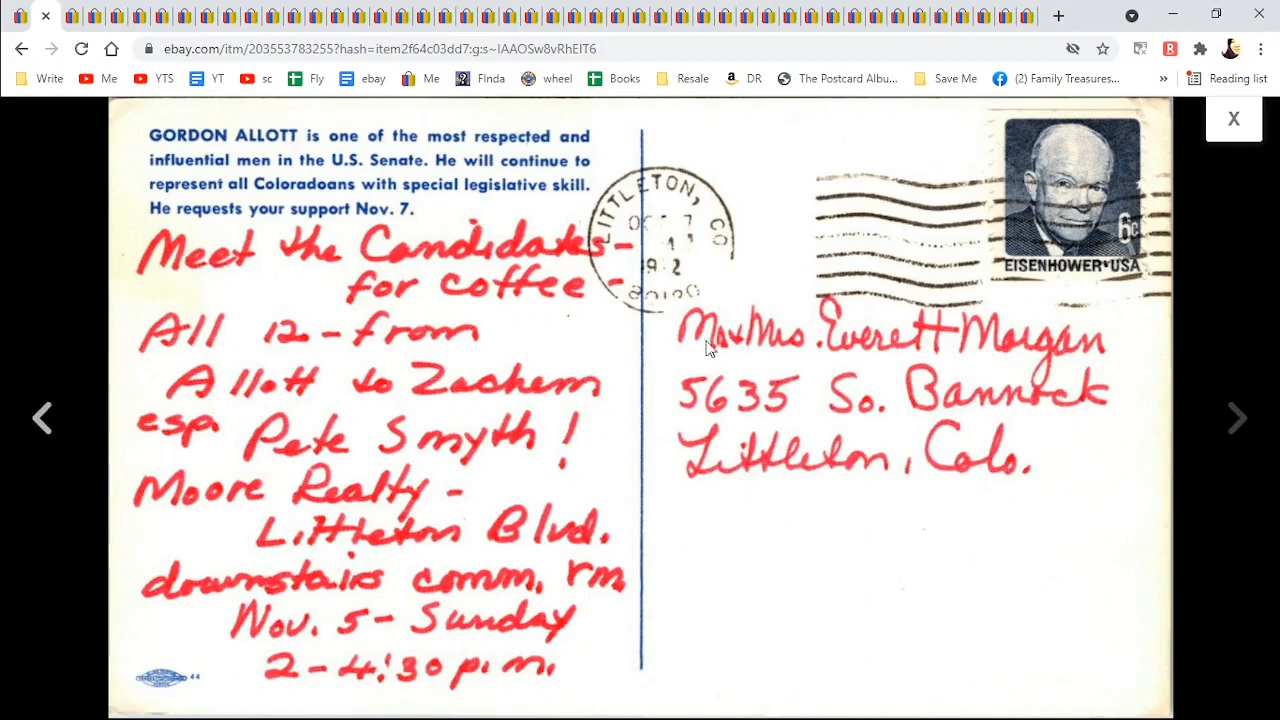 ebay.com/itm/203553783255?hash=item2f64c03dd7:g:s~IAAOSw8vRhEIT6
Write Me YTS YT sc Fly ebay Me Finda wheel Books Resale DR The Postcard Albu... Save Me (2) Family Treasures... » Reading list
X
GORDON ALLOTT is one of the most respected and
influential men in the U.S. Senate. He will continue to
represent all Coloradoans with special legislative skill.
He requests your support Nov. 7.
Meet the Candidates -
for coffee -
All 12 - from
Allott to Zachem
esp. Pete Smyth!
Moore Realty -
Littleton Blvd.
downstairs comm. rm.
Nov. 5 - Sunday
2 - 4:30 p.m.
44
LITTLETON, CO
6c
EISENHOWER·USA
Mr + Mrs. Everett Morgan
5635 So. Bannock
Littleton, Colo.